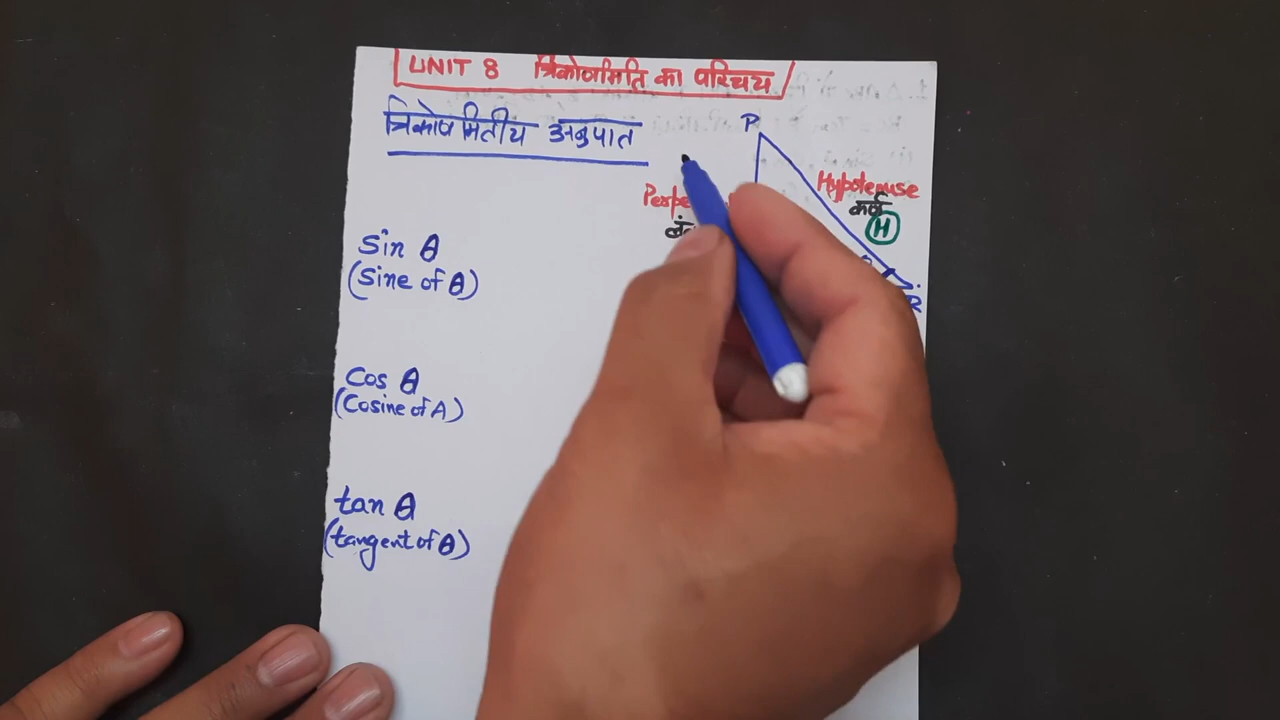 UNIT 8 त्रिकोणमिति का परिचय
त्रिकोणमितीय अनुपात
P
Hypotenuse
कर्ण
H
Sin θ
(Sine of θ)
R
Cos θ
(Cosine of A)
tan θ
(tangent of θ)